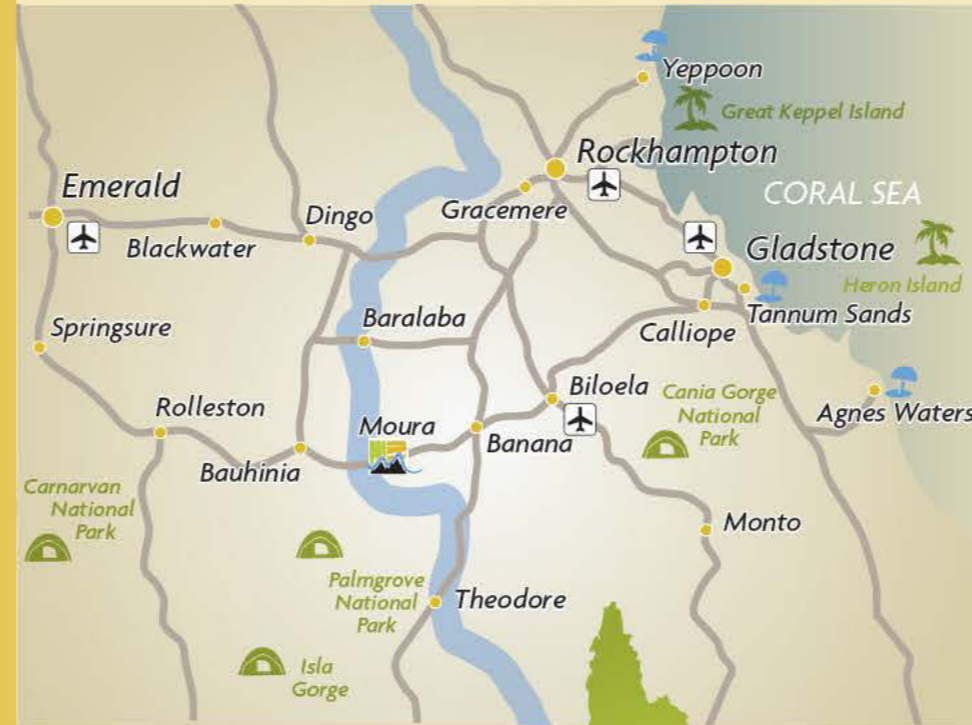 Yeppoon
Great Keppel Island
Rockhampton
CORAL SEA
Emerald
Gracemere
Dingo
Blackwater
Gladstone
Heron Island
Tannum Sands
Springsure
Baralaba
Calliope
Biloela
Cania Gorge
National
Park
Agnes Waters
Rolleston
Moura
Banana
Bauhinia
Carnarvan
National
Park
Monto
Palmgrove
National
Park
Theodore
Isla
Gorge